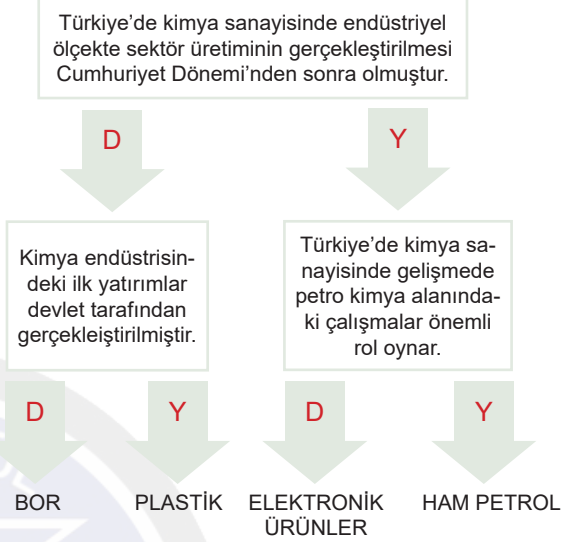 Türkiye’de kimya sanayisinde endüstriyel
ölçekte sektör üretiminin gerçekleştirilmesi
Cumhuriyet Dönemi’nden sonra olmuştur.
D
Y
Kimya endüstrisin-
deki ilk yatırımlar
devlet tarafından
gerçekleiştirilmiştir.
Türkiye’de kimya sa-
nayisinde gelişmede
petro kimya alanında-
ki çalışmalar önemli
rol oynar.
D
Y
D
Y
BOR
PLASTİK
ELEKTRONİK
ÜRÜNLER
HAM PETROL